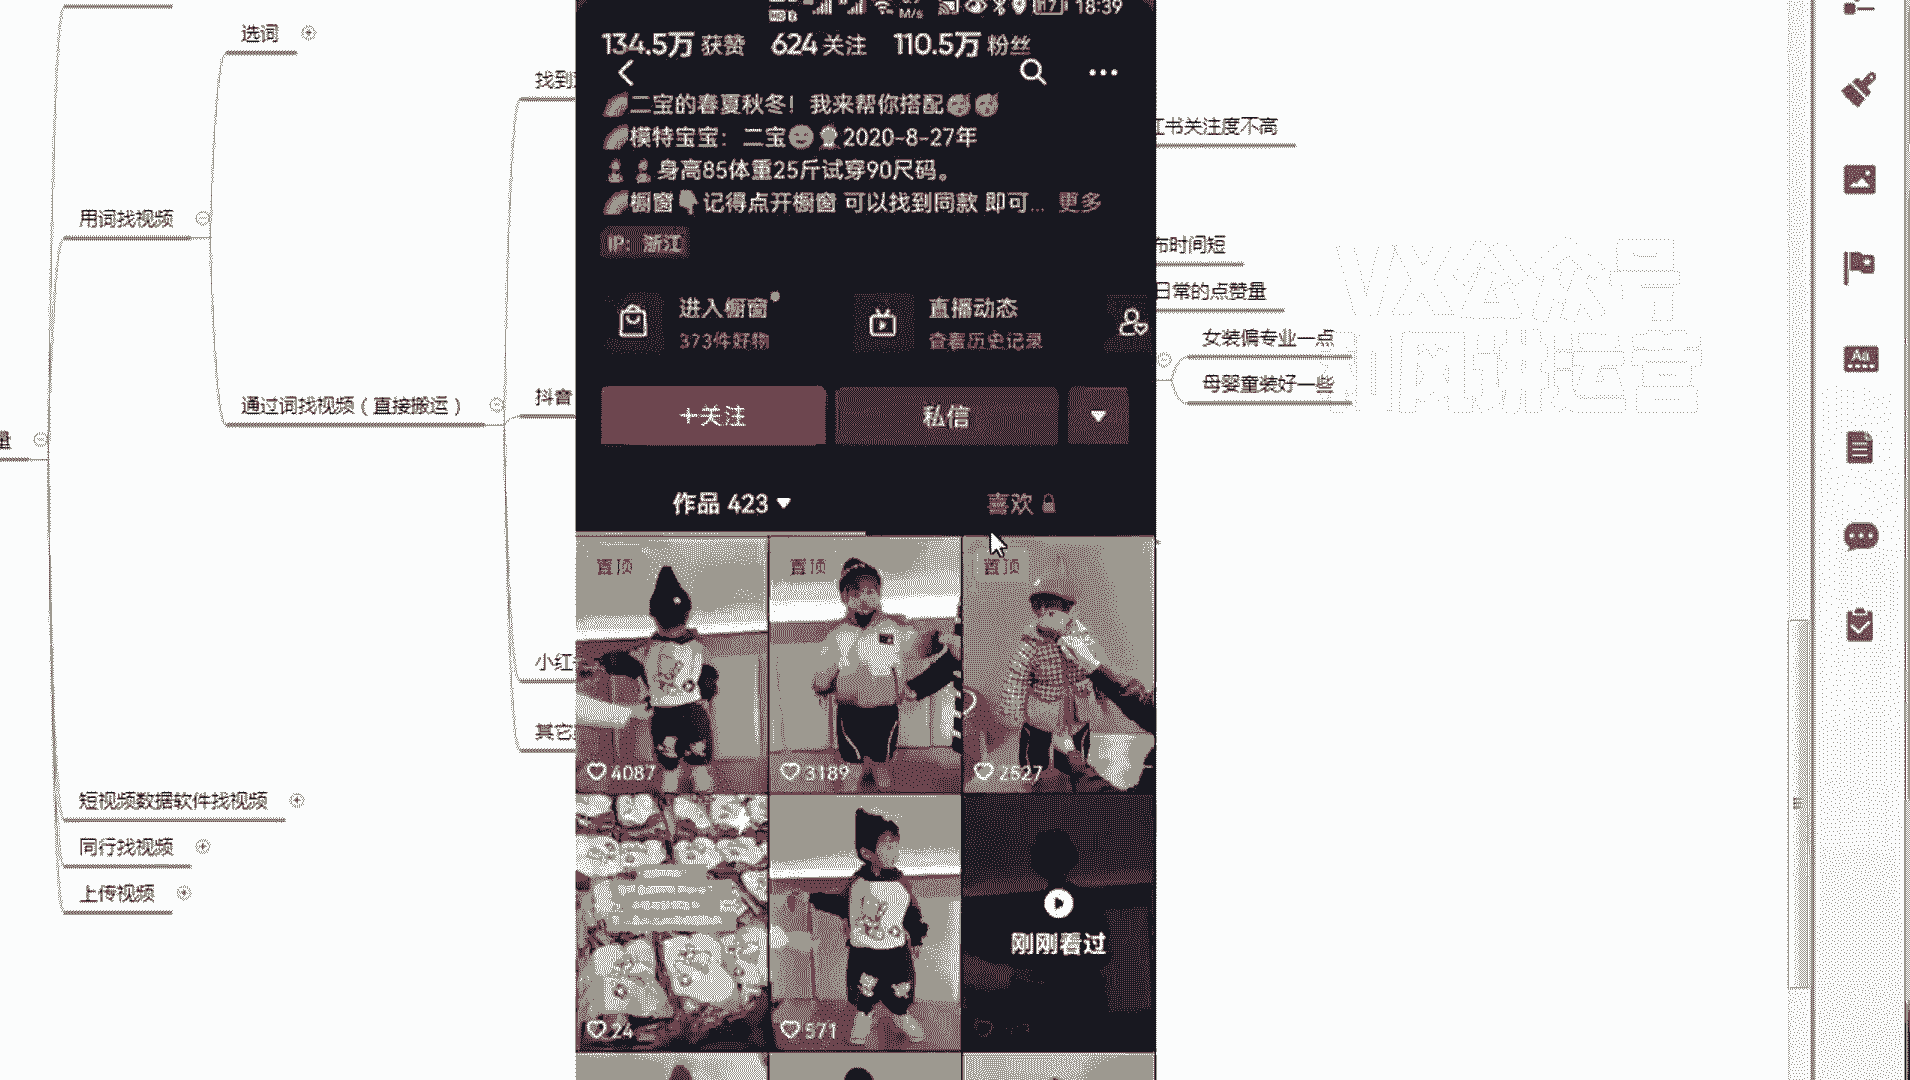 选词
用词找视频
通过词找视频（直接搬运）
量
短视频数据软件找视频
同行找视频
上传视频
找到
抖音
小红
其它
M/s
18:39
134.5万 获赞 624 关注 110.5万 粉丝
二宝的春夏秋冬！我来帮你搭配
模特宝宝：二宝 2020-8-27年
身高85体重25斤试穿90尺码。
橱窗 记得点开橱窗 可以找到同款 即可... 更多
IP：浙江
进入橱窗
373件好物
直播动态
查看历史记录
+关注
私信
作品 423
喜欢
置顶
置顶
置顶
4087
3189
2527
24
571
刚刚看过
红书关注度不高
布时间短
日常的点赞量
女装偏专业一点
母婴童装好一些
VX公众号
和风讲运营
Aa